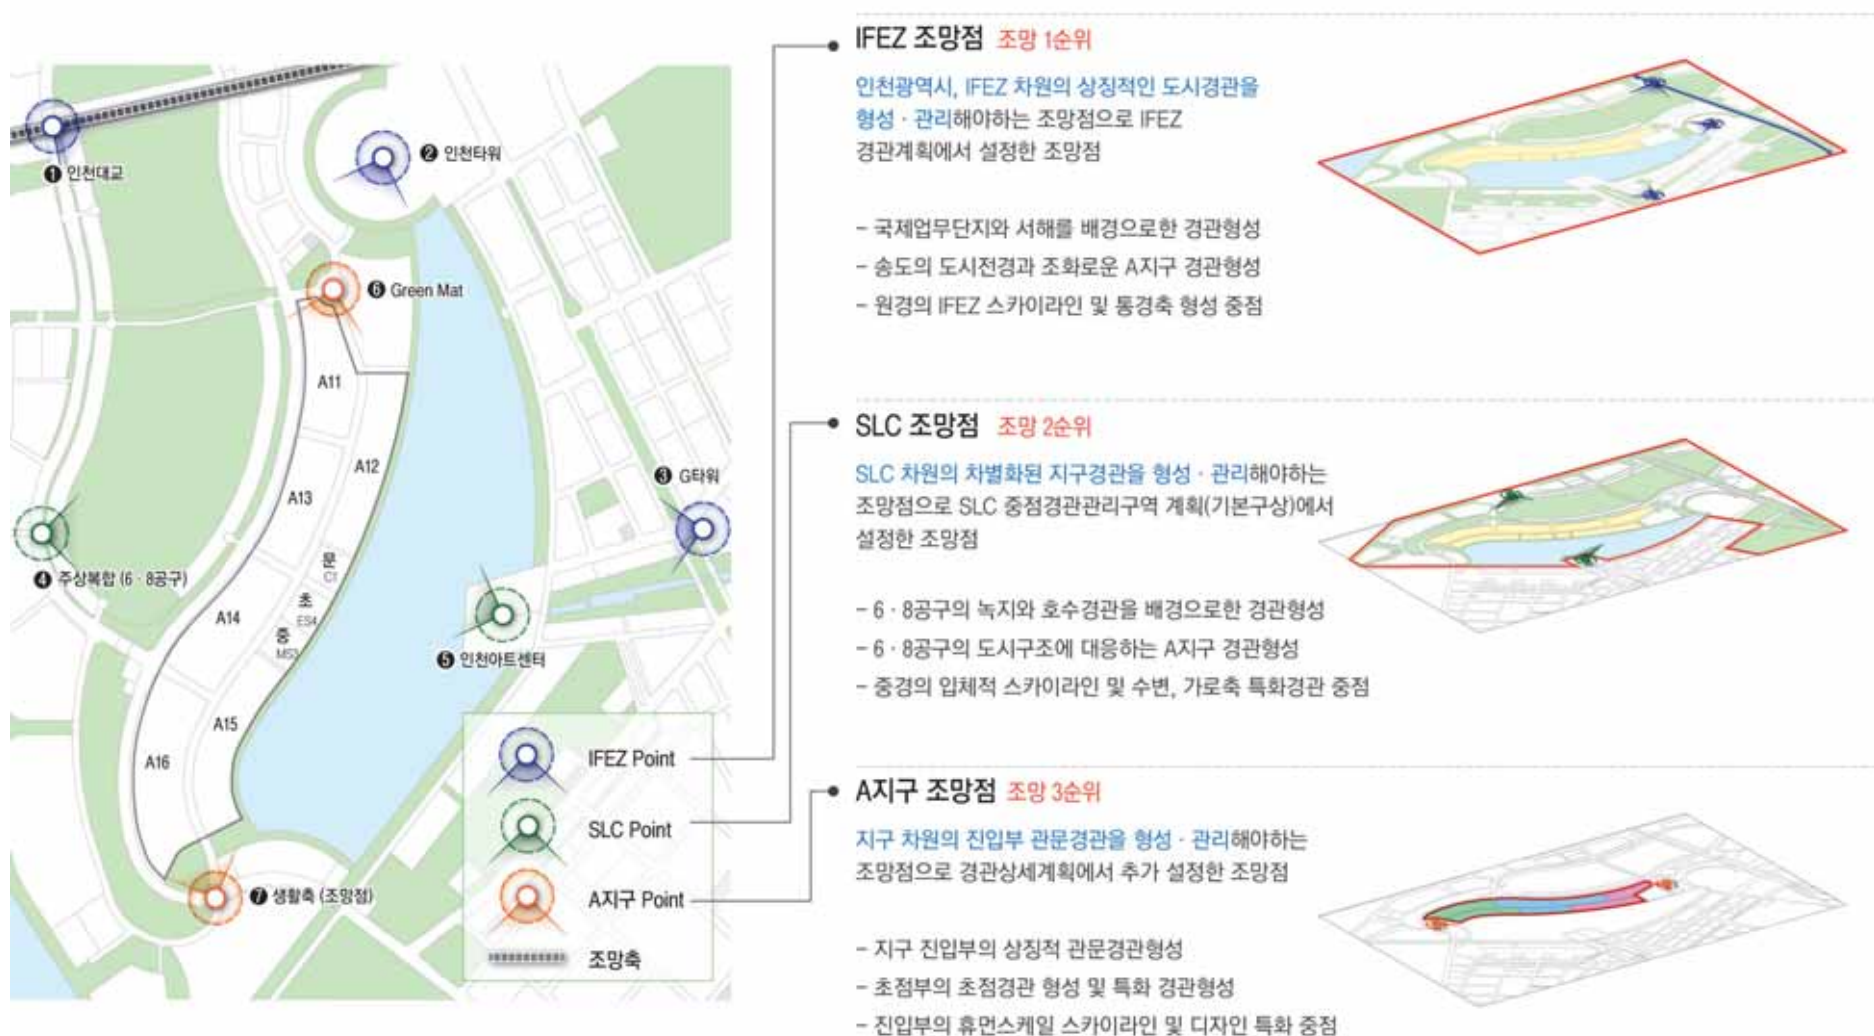 ❶ 인천대교
❷ 인천타워
❻ Green Mat
A11
A12
A13
❸ G타워
문
C1
초
ES4
중
MS3
❹ 주상복합 (6 · 8공구)
A14
❺ 인천아트센터
A15
A16
❼ 생활축 (조망점)
IFEZ Point
SLC Point
A지구 Point
조망축
IFEZ 조망점 조망 1순위
인천광역시, IFEZ 차원의 상징적인 도시경관을
형성 · 관리해야하는 조망점으로 IFEZ
경관계획에서 설정한 조망점
- 국제업무단지와 서해를 배경으로한 경관형성
- 송도의 도시전경과 조화로운 A지구 경관형성
- 원경의 IFEZ 스카이라인 및 통경축 형성 중점
SLC 조망점 조망 2순위
SLC 차원의 차별화된 지구경관을 형성 · 관리해야하는
조망점으로 SLC 중점경관관리구역 계획(기본구상)에서
설정한 조망점
- 6 · 8공구의 녹지와 호수경관을 배경으로한 경관형성
- 6 · 8공구의 도시구조에 대응하는 A지구 경관형성
- 중경의 입체적 스카이라인 및 수변, 가로축 특화경관 중점
A지구 조망점 조망 3순위
지구 차원의 진입부 관문경관을 형성 · 관리해야하는
조망점으로 경관상세계획에서 추가 설정한 조망점
- 지구 진입부의 상징적 관문경관형성
- 초점부의 초점경관 형성 및 특화 경관형성
- 진입부의 휴먼스케일 스카이라인 및 디자인 특화 중점